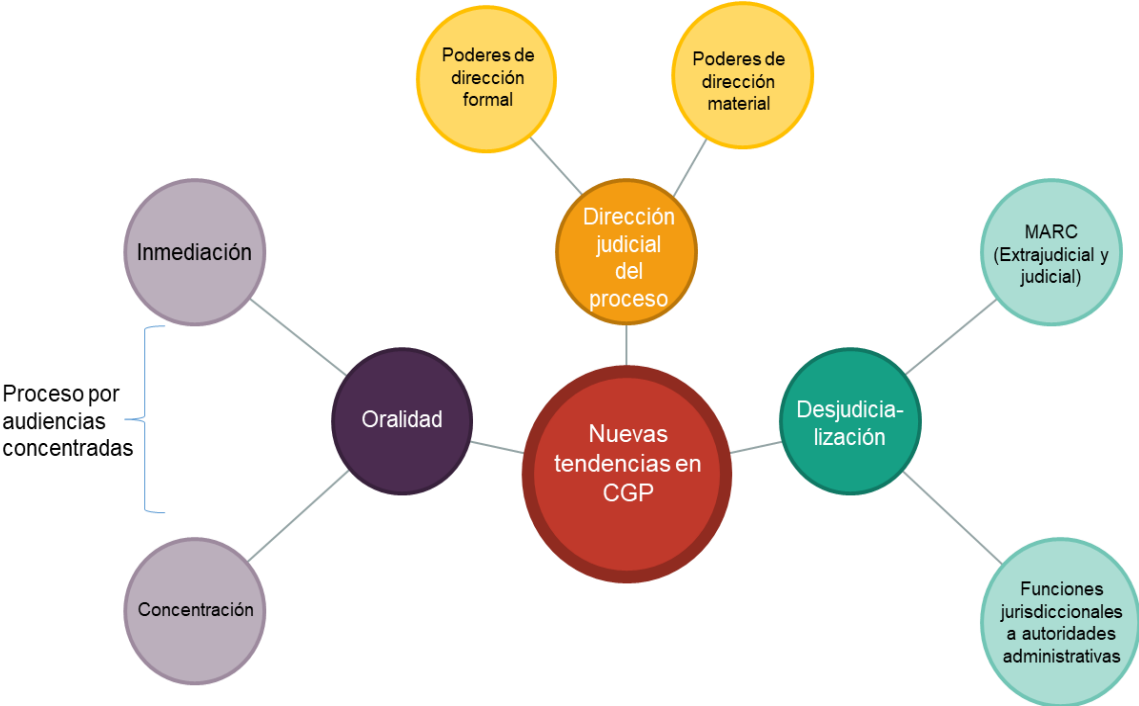 Poderes de
dirección
formal
Poderes de
dirección
material
Dirección
judicial
del
proceso
Inmediación
MARC
(Extrajudicial y
judicial)
Proceso por
audiencias
concentradas
Oralidad
Nuevas
tendencias en
CGP
Desjudicia-
lización
Concentración
Funciones
jurisdiccionales
a autoridades
administrativas